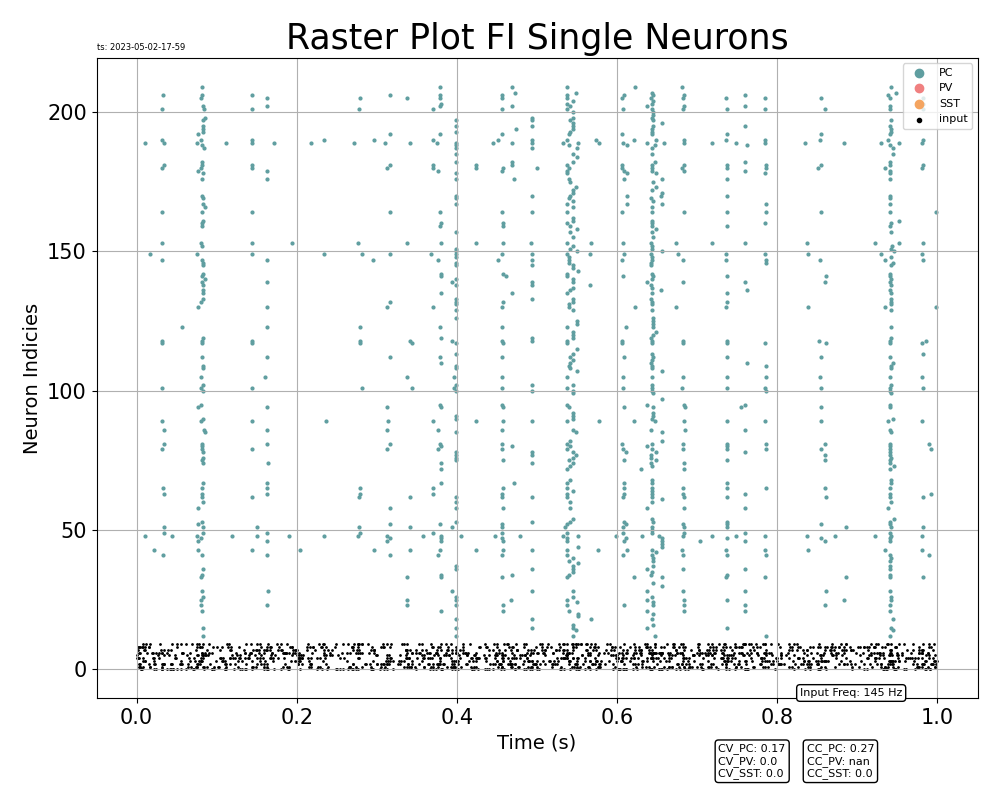 Raster Plot FI Single Neurons
ts: 2023-05-02-17-59
PC
PV
SST
input
200
150
100
50
0
Neuron Indicies
0.0 0.2 0.4 0.6 0.8 1.0
Input Freq: 145 Hz
Time (s)
CV_PC: 0.17
CV_PV: 0.0
CV_SST: 0.0
CC_PC: 0.27
CC_PV: nan
CC_SST: 0.0